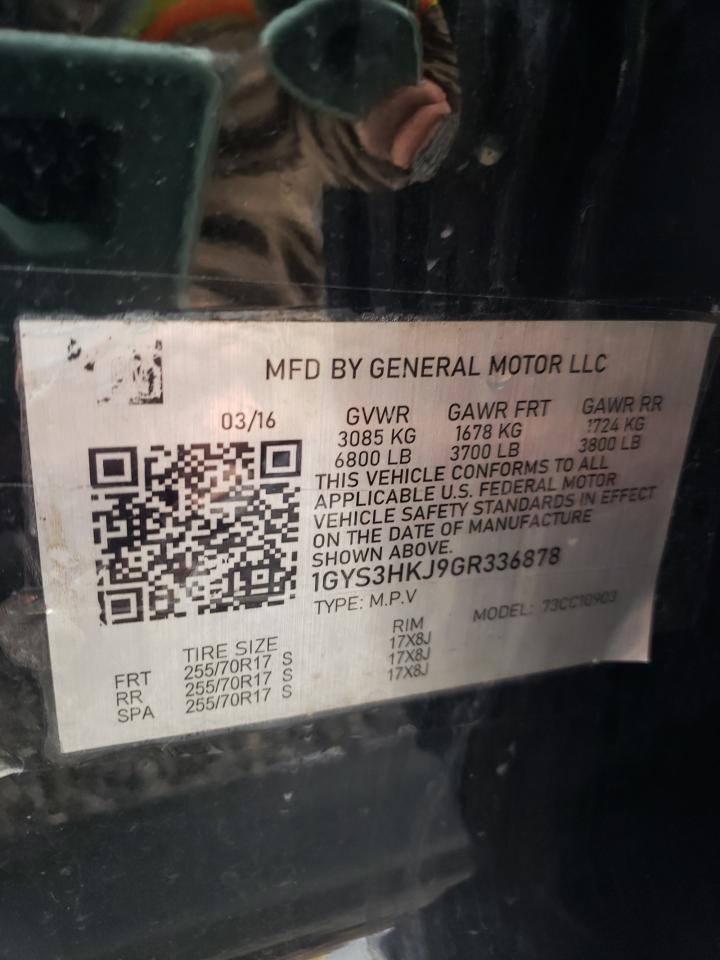 MFD BY GENERAL MOTOR LLC
03/16
GVWR GAWR FRT GAWR RR
3085 KG 1678 KG 1724 KG
6800 LB 3700 LB 3800 LB
THIS VEHICLE CONFORMS TO ALL
APPLICABLE U.S. FEDERAL MOTOR
VEHICLE SAFETY STANDARDS IN EFFECT
ON THE DATE OF MANUFACTURE
SHOWN ABOVE.
1GYS3HKJ9GR336878
TYPE: M.P.V MODEL: 73CC10903
TIRE SIZE RIM
FRT 255/70R17 S 17X8J
RR 255/70R17 S 17X8J
SPA 255/70R17 S 17X8J